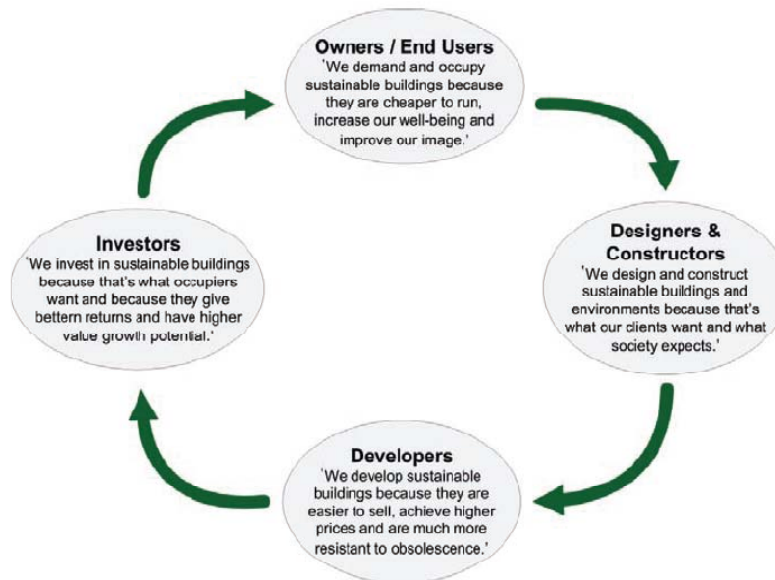 Owners / End Users
'We demand and occupy
sustainable buildings because
they are cheaper to run,
increase our well-being and
improve our image.'
Designers &
Constructors
'We design and construct
sustainable buildings and
environments because that's
what our clients want and what
society expects.'
Developers
'We develop sustainable
buildings because they are
easier to sell, achieve higher
prices and are much more
resistant to obsolescence.'
Investors
'We invest in sustainable buildings
because that's what occupiers
want and because they give
bettern returns and have higher
value growth potential.'